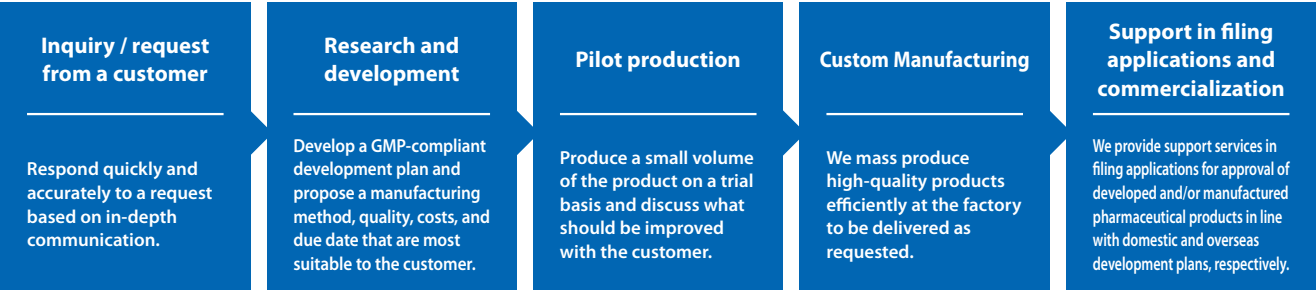 Inquiry / request
from a customer
Respond quickly and
accurately to a request
based on in-depth
communication.
Research and
development
Develop a GMP-compliant
development plan and
propose a manufacturing
method, quality, costs, and
due date that are most
suitable to the customer.
Pilot production
Produce a small volume
of the product on a trial
basis and discuss what
should be improved
with the customer.
Custom Manufacturing
We mass produce
high-quality products
efficiently at the factory
to be delivered as
requested.
Support in filing
applications and
commercialization
We provide support services in
filing applications for approval of
developed and/or manufactured
pharmaceutical products in line
with domestic and overseas
development plans, respectively.